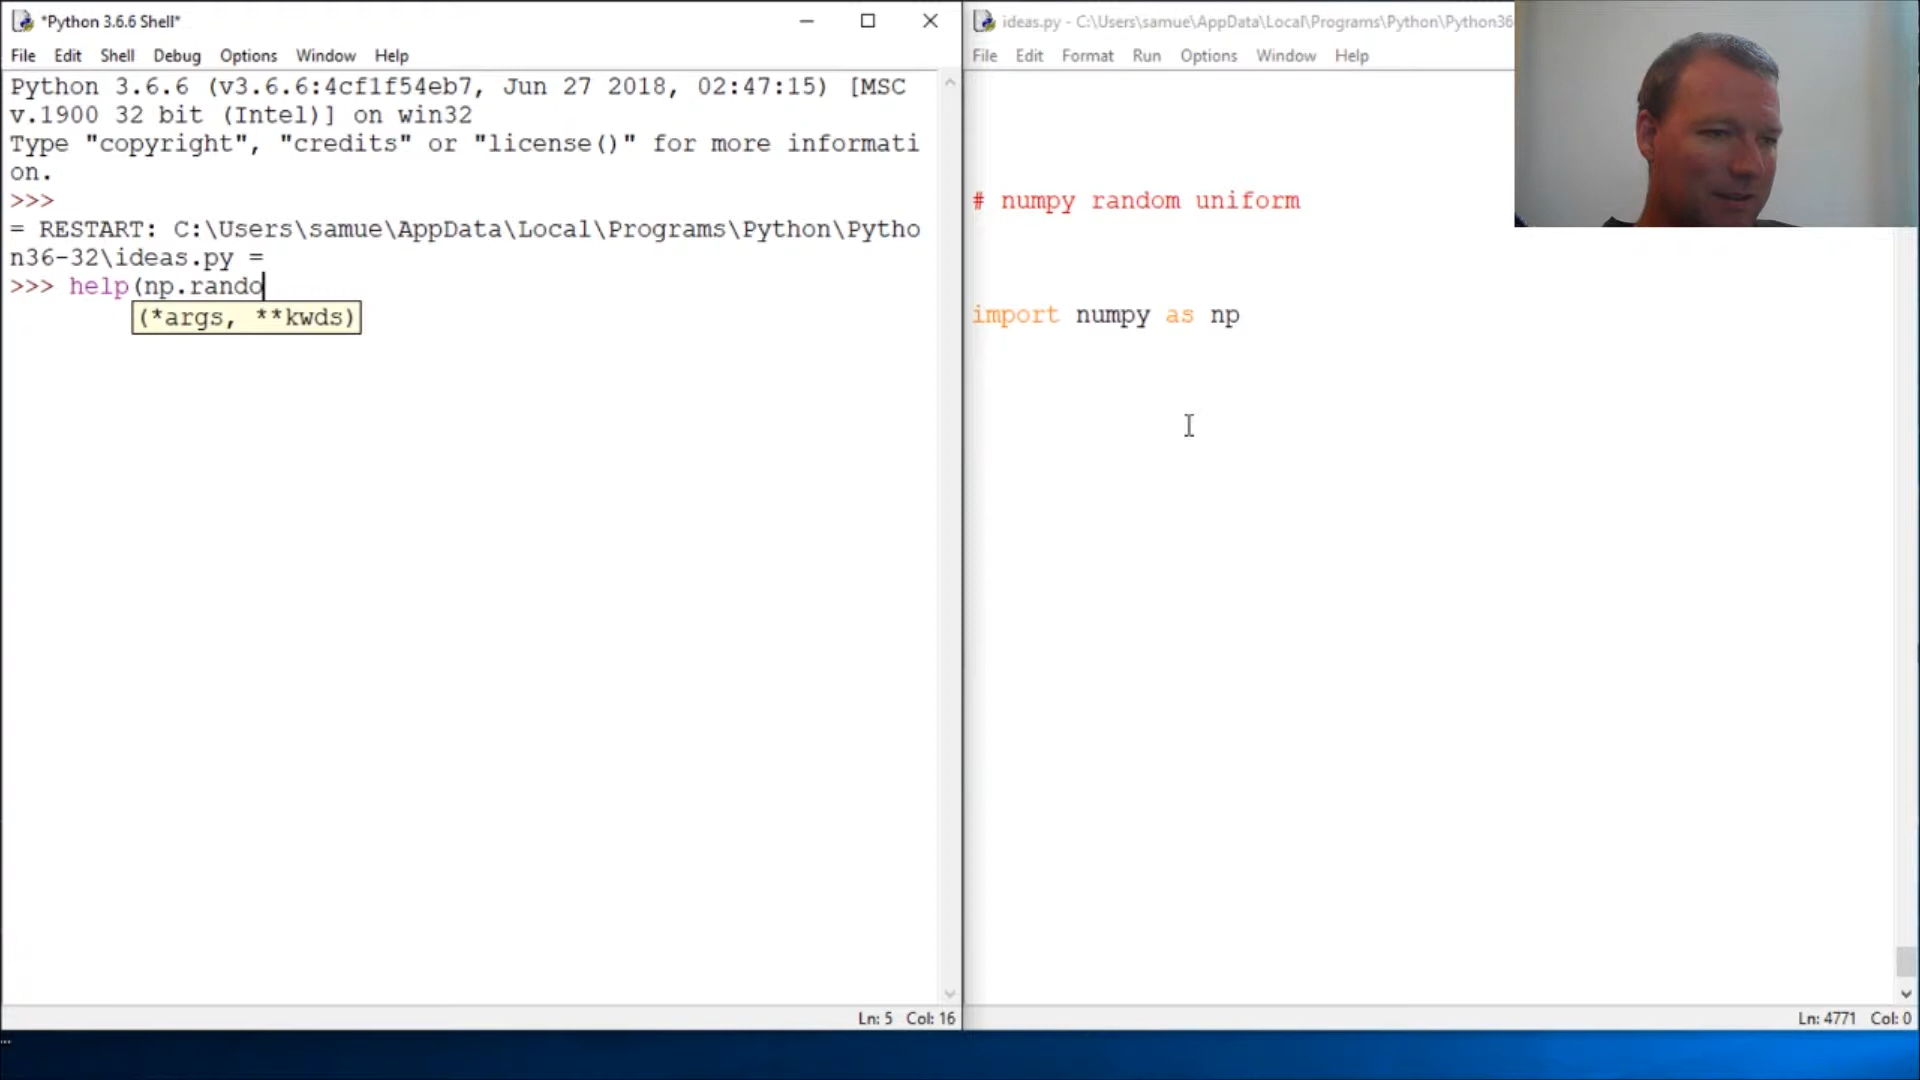 *Python 3.6.6 Shell*
File Edit Shell Debug Options Window Help
Python 3.6.6 (v3.6.6:4cf1f54eb7, Jun 27 2018, 02:47:15) [MSC
v.1900 32 bit (Intel)] on win32
Type "copyright", "credits" or "license()" for more informati
on.
>>>
= RESTART: C:\Users\samue\AppData\Local\Programs\Python\Pytho
n36-32\ideas.py =
>>> help(np.rando
(*args, **kwds)
Ln: 5 Col: 16
ideas.py - C:\Users\samue\AppData\Local\Programs\Python\Python36
File Edit Format Run Options Window Help
# numpy random uniform
import numpy as np
Ln: 4771 Col: 0